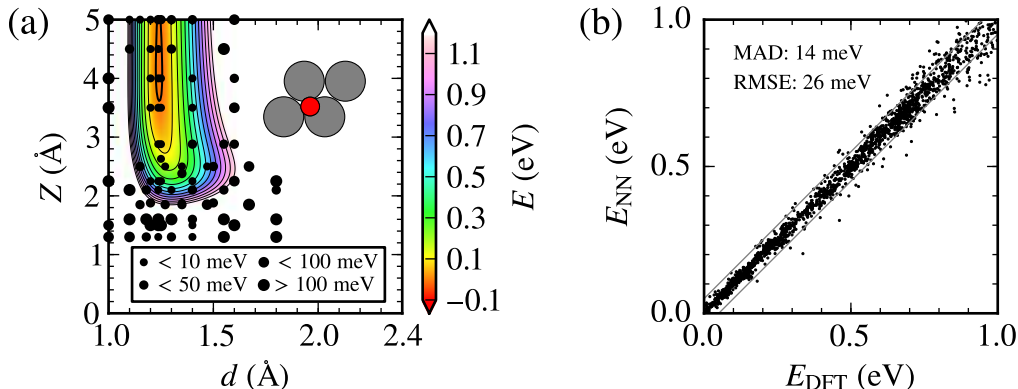 (a)
5
4
3
2
1
0
Z (Å)
< 10 meV
< 100 meV
< 50 meV
> 100 meV
1.0
1.5
2.0
2.4
d (Å)
1.1
0.9
0.7
0.5
0.3
0.1
−0.1
E (eV)
(b)
MAD: 14 meV
RMSE: 26 meV
1.0
0.5
0.0
E_NN (eV)
0.0
0.5
1.0
E_DFT (eV)